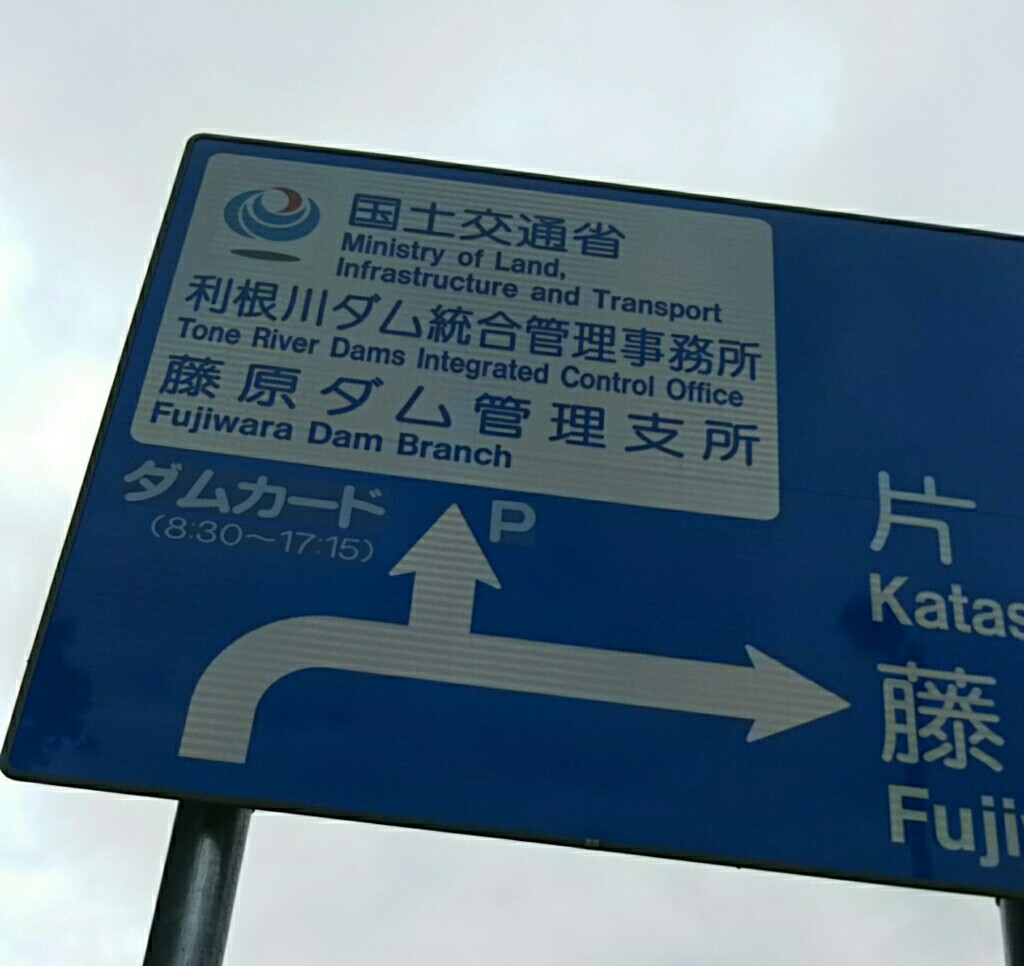 国土交通省
Ministry of Land,
Infrastructure and Transport
利根川ダム統合管理事務所
Tone River Dams Integrated Control Office
藤原ダム管理支所
Fujiwara Dam Branch
ダムカード
(8:30～17:15)
P
片
Katas
藤
Fuji